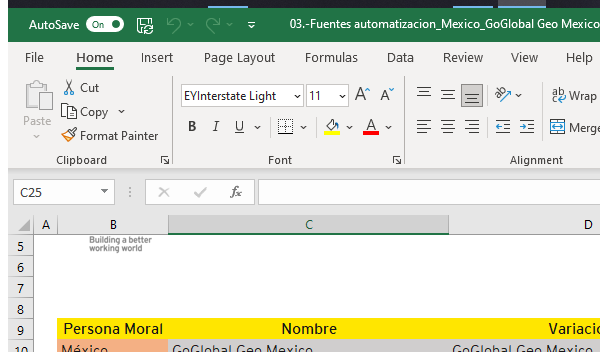 AutoSave On 03.-Fuentes automatizacion_Mexico_GoGlobal Geo Mexico
File Home Insert Page Layout Formulas Data Review View Help
Cut
Copy
Format Painter
Paste
EYInterstate Light 11 A A
B I U A
ab Wrap
Merge
Clipboard Font Alignment
C25 fx
A B C D
5 Building a better
working world
6
7
8
9 Persona Moral Nombre Variacio
10 México GoGlobal Geo Mexico GoGlobal Geo Mexico